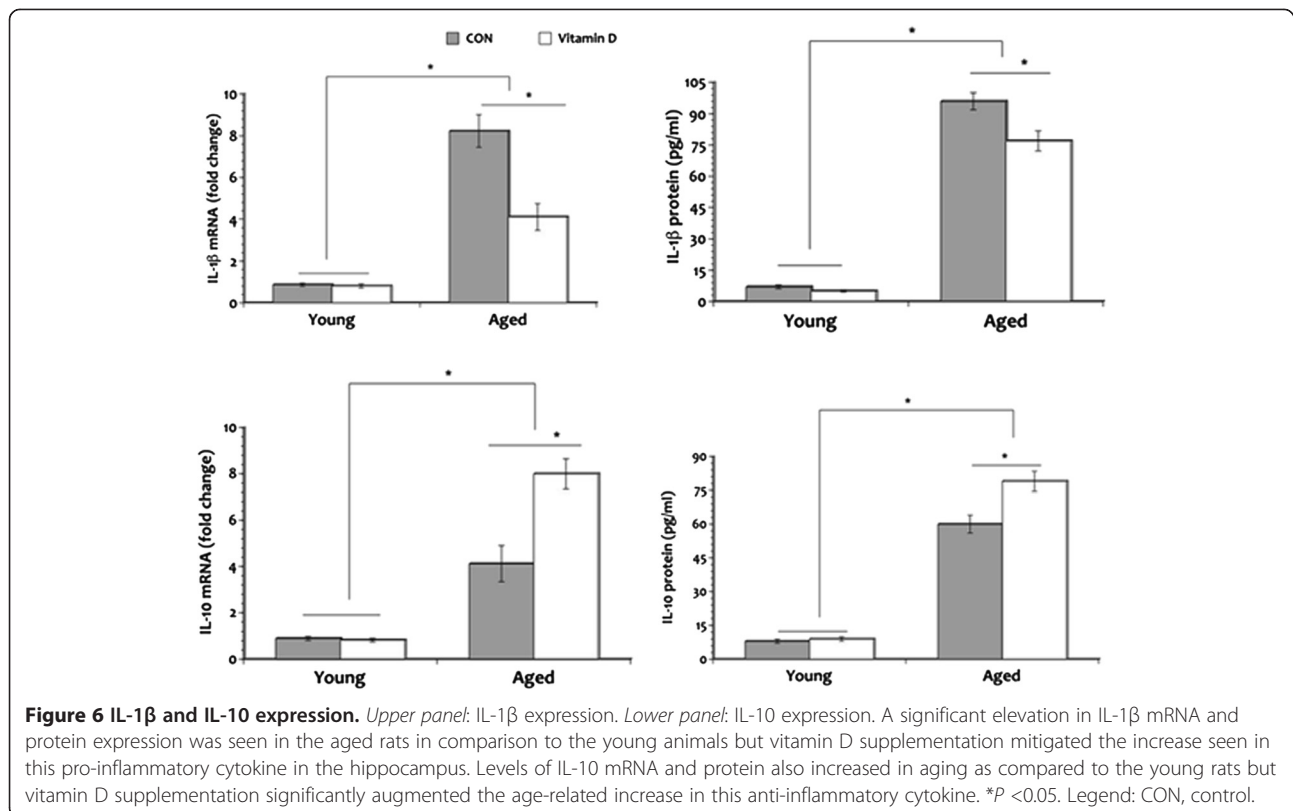 CON Vitamin D
*
*
10
8
6
4
2
0
IL-1β mRNA (fold change)
Young Aged
*
*
105
90
75
60
45
30
15
0
IL-1β protein (pg/ml)
Young Aged
*
*
10
8
6
4
2
0
IL-10 mRNA (fold change)
Young Aged
*
*
90
75
60
45
30
15
0
IL-10 protein (pg/ml)
Young Aged
Figure 6 IL-1β and IL-10 expression. Upper panel: IL-1β expression. Lower panel: IL-10 expression. A significant elevation in IL-1β mRNA and
protein expression was seen in the aged rats in comparison to the young animals but vitamin D supplementation mitigated the increase seen in
this pro-inflammatory cytokine in the hippocampus. Levels of IL-10 mRNA and protein also increased in aging as compared to the young rats but
vitamin D supplementation significantly augmented the age-related increase in this anti-inflammatory cytokine. *P <0.05. Legend: CON, control.